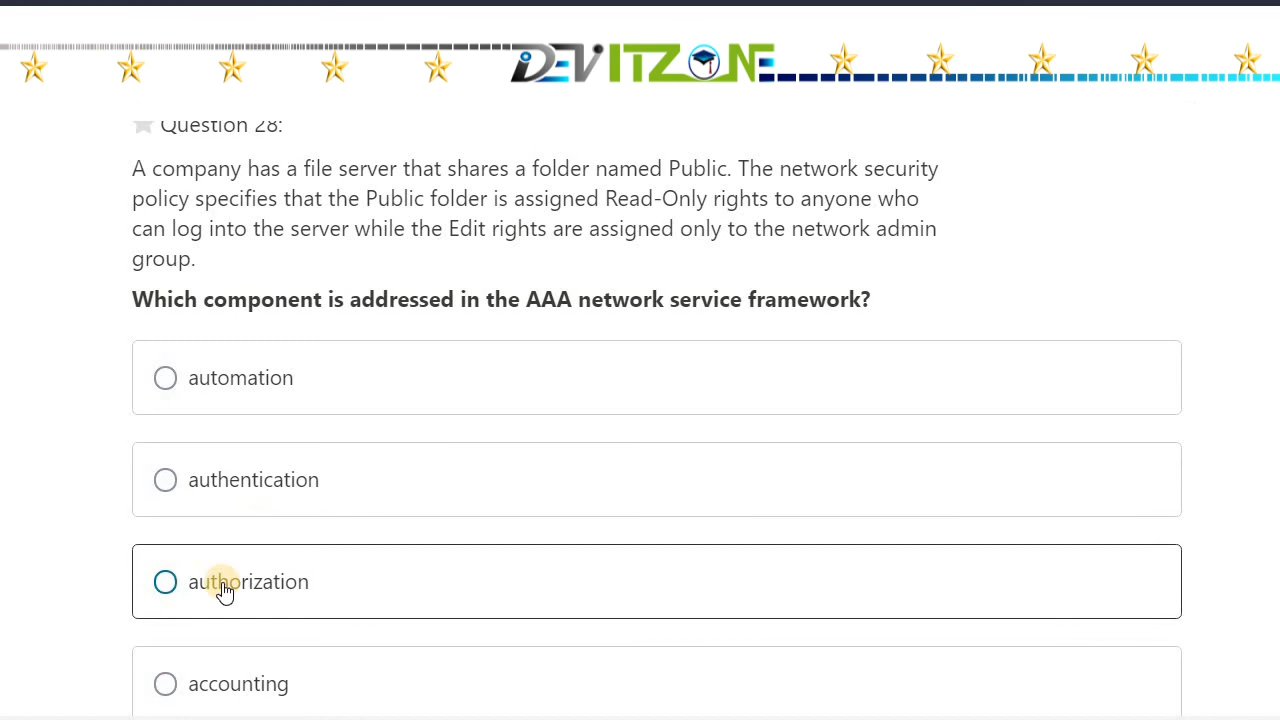 DEV ITZONE
Question 28:
A company has a file server that shares a folder named Public. The network security
policy specifies that the Public folder is assigned Read-Only rights to anyone who
can log into the server while the Edit rights are assigned only to the network admin
group.
Which component is addressed in the AAA network service framework?
automation
authentication
authorization
accounting